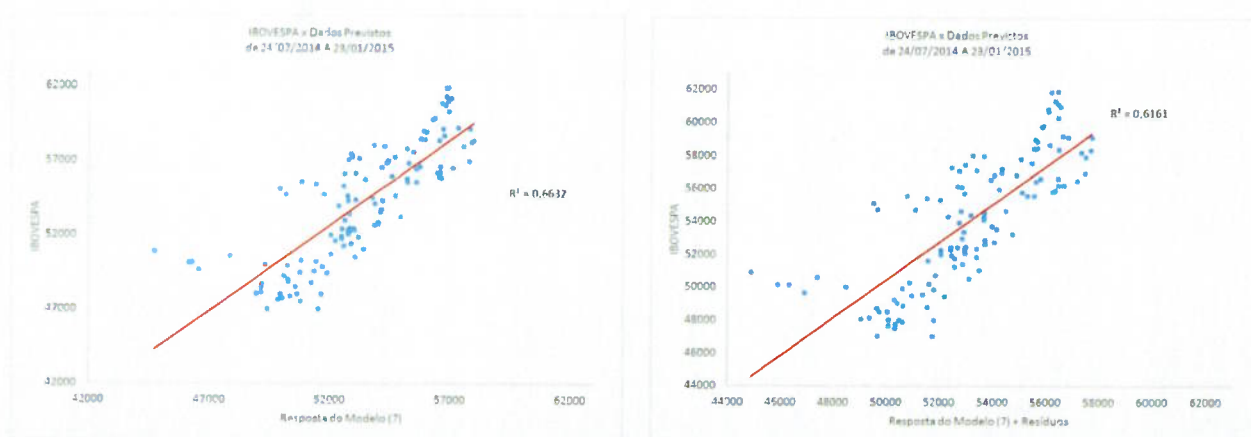 IBOVESPA x Dados Previstos
de 24/07/2014 A 23/01/2015
62000
57000
52000
47000
42000
IBOVESPA
R² = 0,6632
42000 47000 52000 57000 62000
Resposta do Modelo (7)
IBOVESPA x Dados Previstos
de 24/07/2014 A 23/01/2015
62000
60000
58000
56000
54000
52000
50000
48000
46000
44000
IBOVESPA
R² = 0,6161
44000 46000 48000 50000 52000 54000 56000 58000 60000 62000
Resposta do Modelo (7) + Resíduos